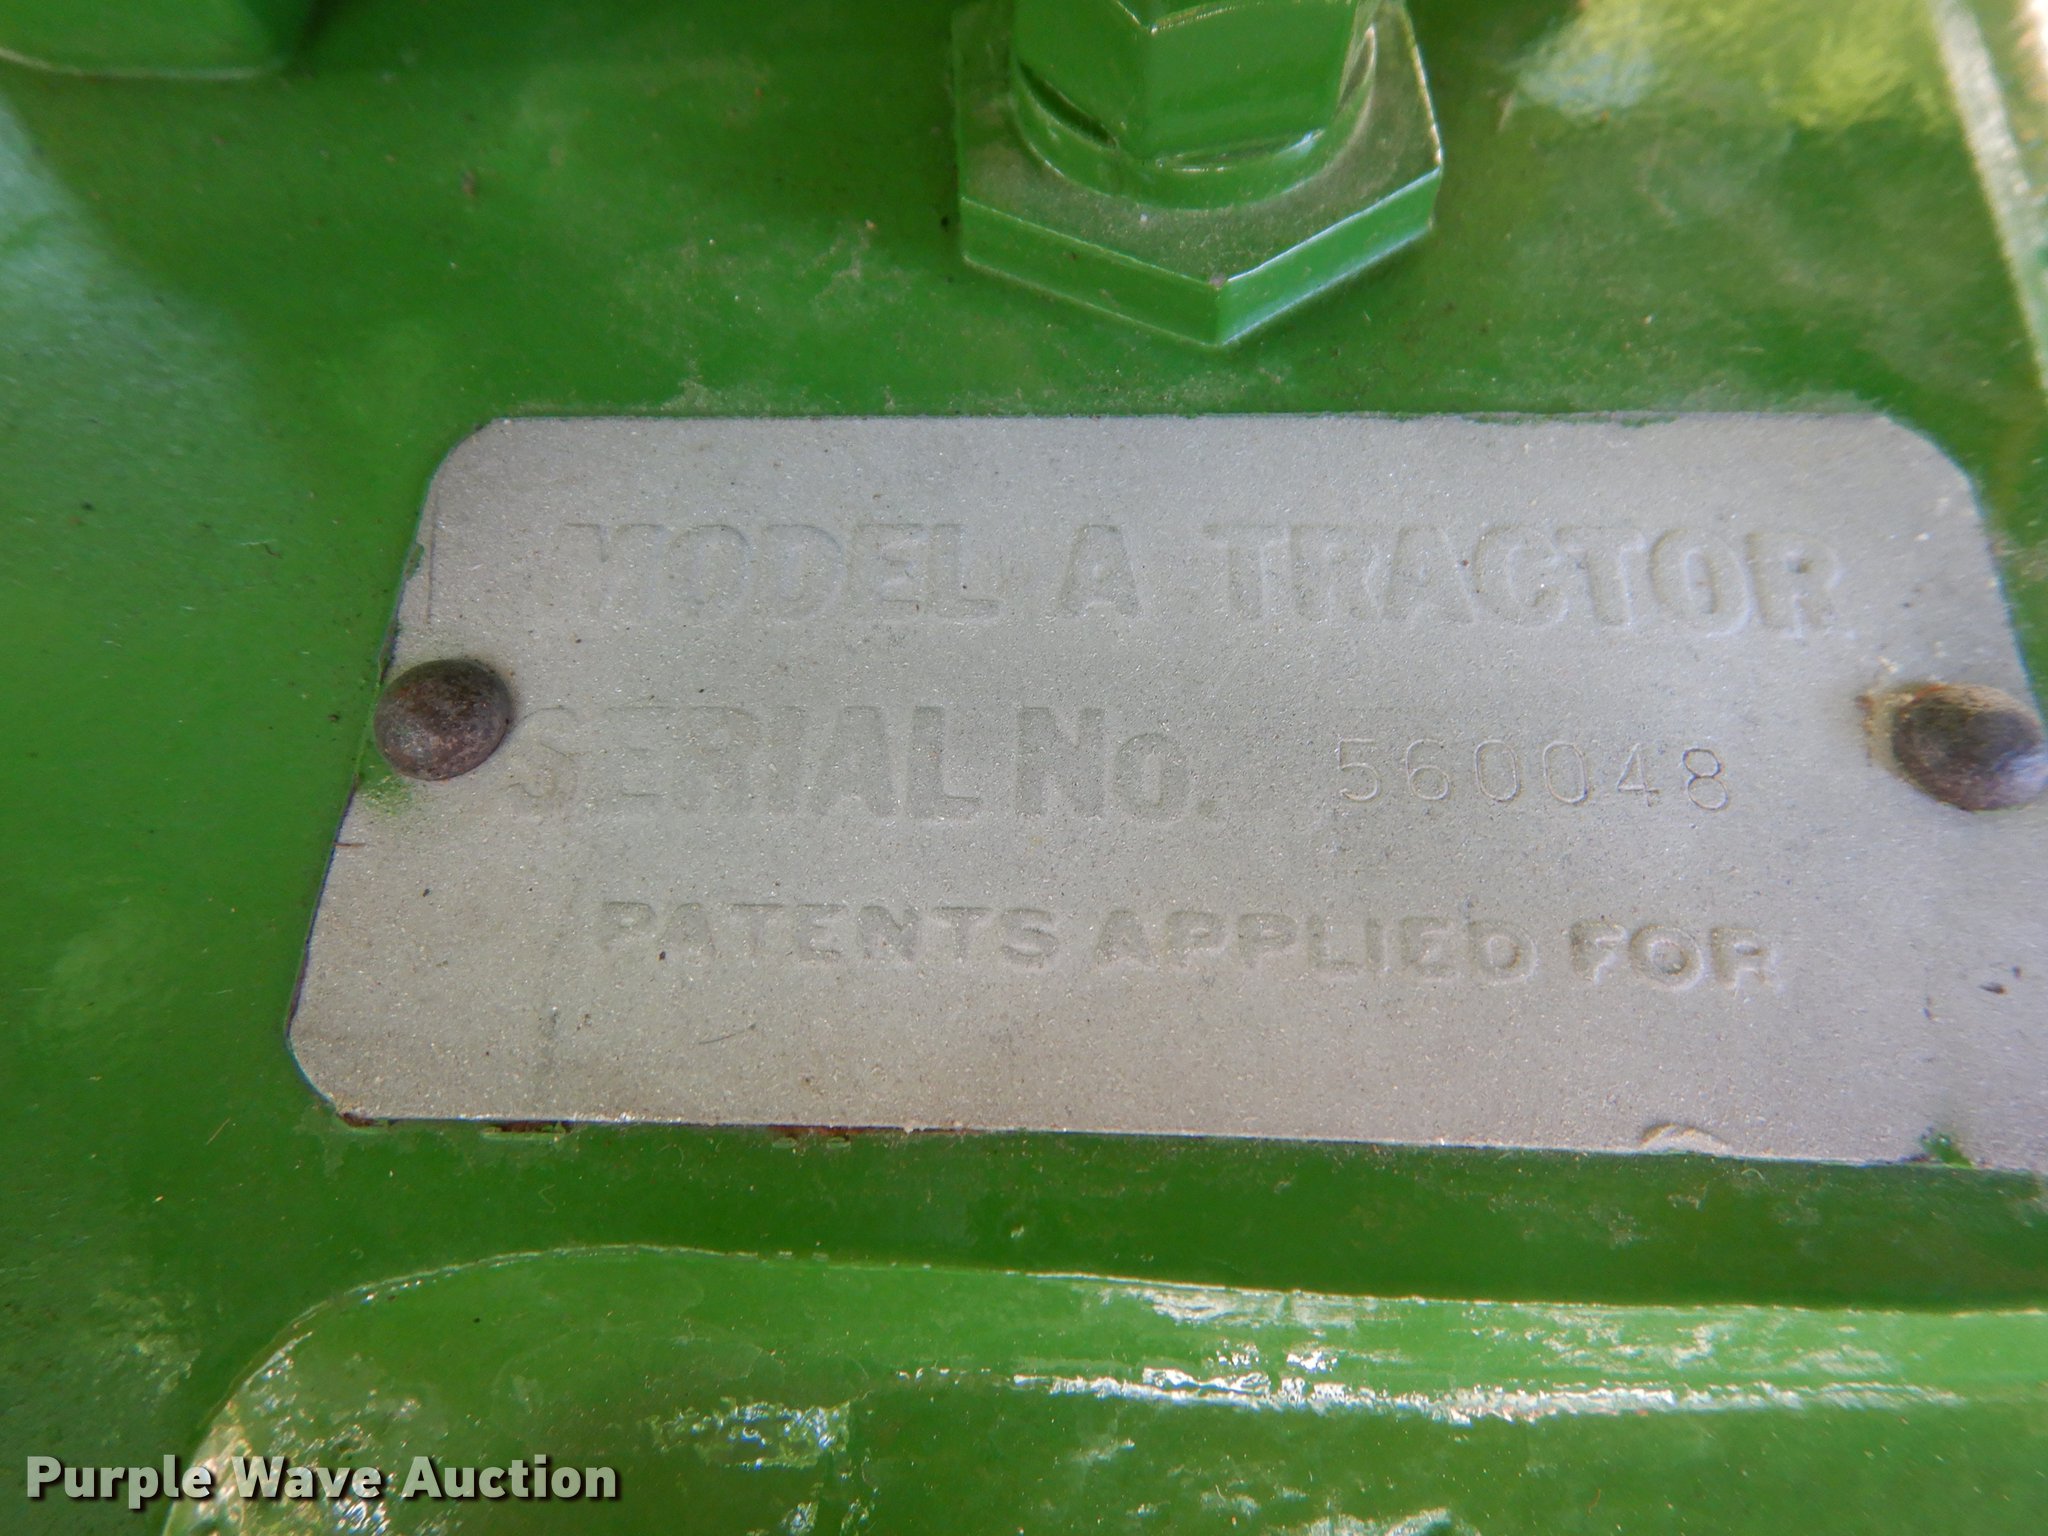 MODEL A TRACTOR
SERIAL No. 560048
PATENTS APPLIED FOR
Purple Wave Auction